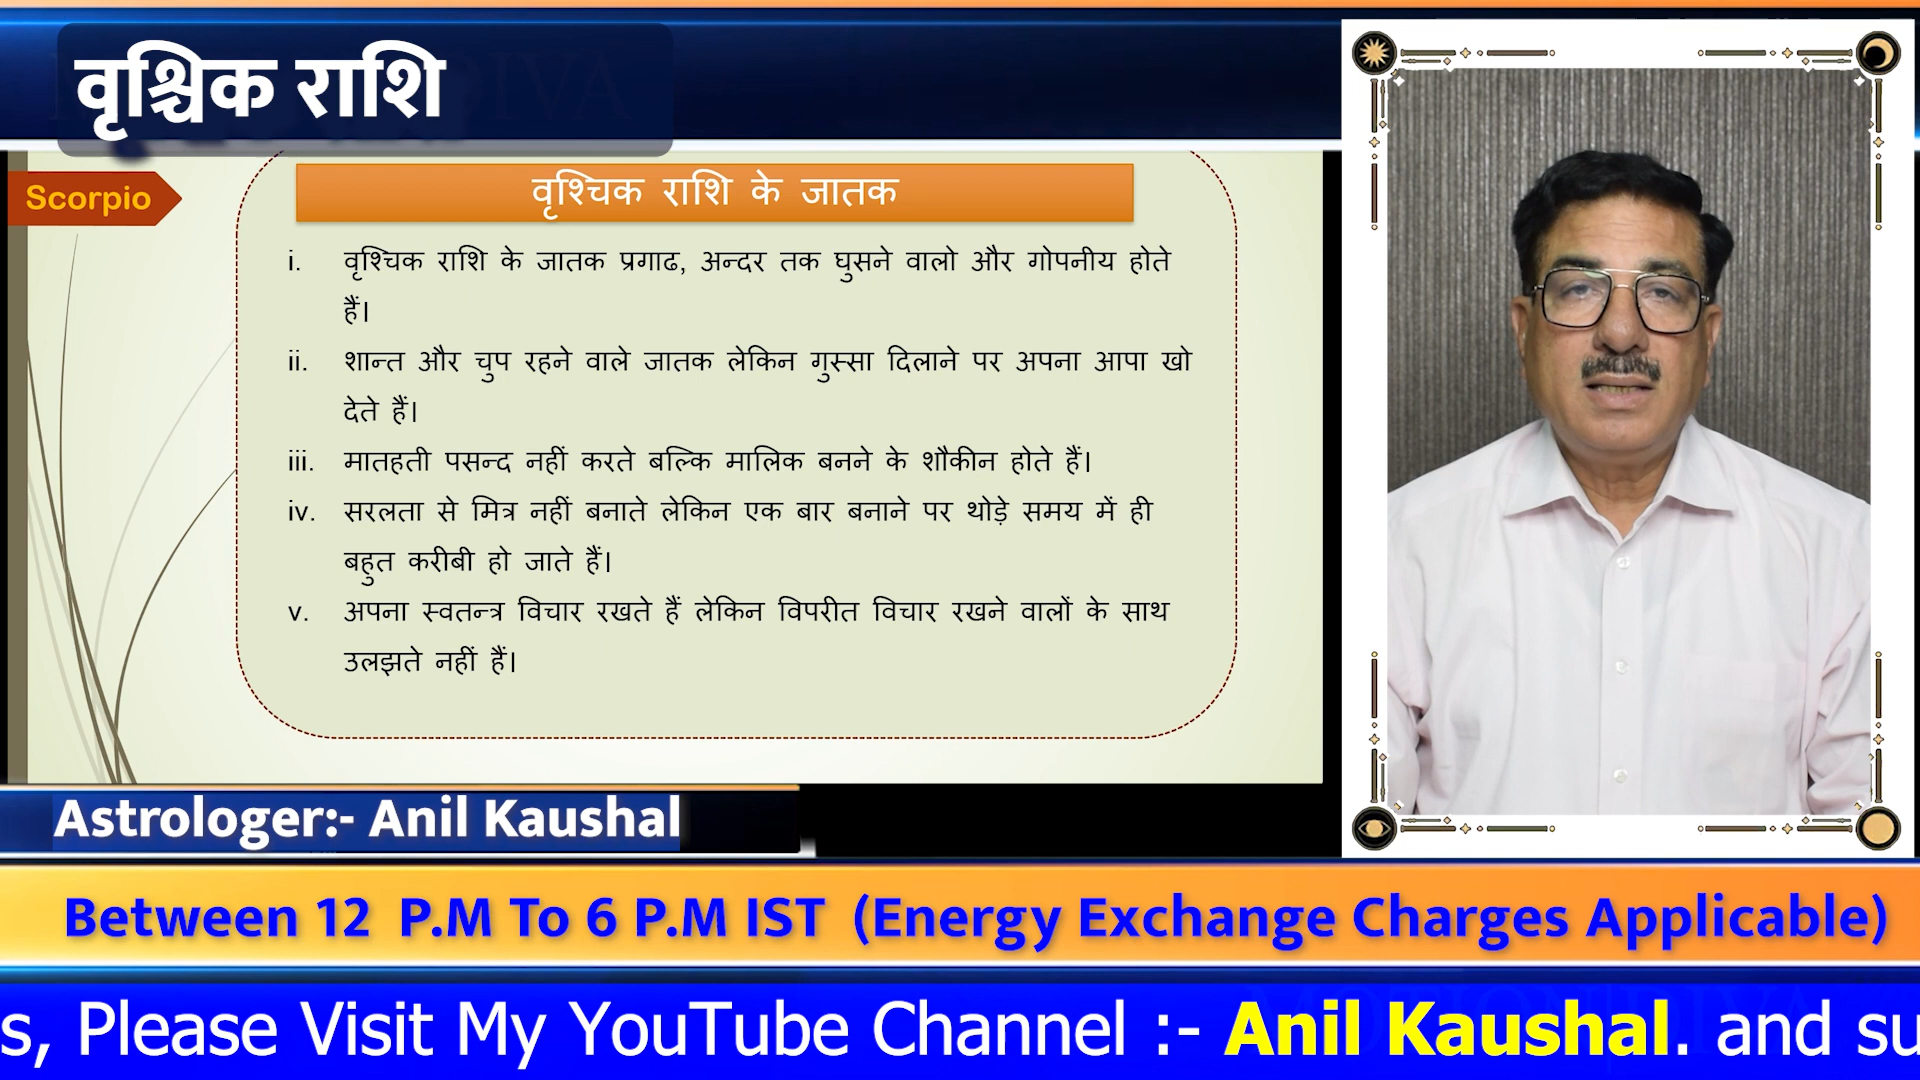 वृश्चिक राशि
Scorpio
वृश्चिक राशि के जातक
i. वृश्चिक राशि के जातक प्रगाढ, अन्दर तक घुसने वालो और गोपनीय होते
हैं।
ii. शान्त और चुप रहने वाले जातक लेकिन गुस्सा दिलाने पर अपना आपा खो
देते हैं।
iii. मातहती पसन्द नहीं करते बल्कि मालिक बनने के शौकीन होते हैं।
iv. सरलता से मित्र नहीं बनाते लेकिन एक बार बनाने पर थोड़े समय में ही
बहुत करीबी हो जाते हैं।
v. अपना स्वतन्त्र विचार रखते हैं लेकिन विपरीत विचार रखने वालों के साथ
उलझते नहीं हैं।
Astrologer:- Anil Kaushal
Between 12 P.M To 6 P.M IST (Energy Exchange Charges Applicable)
s, Please Visit My YouTube Channel :- Anil Kaushal. and su